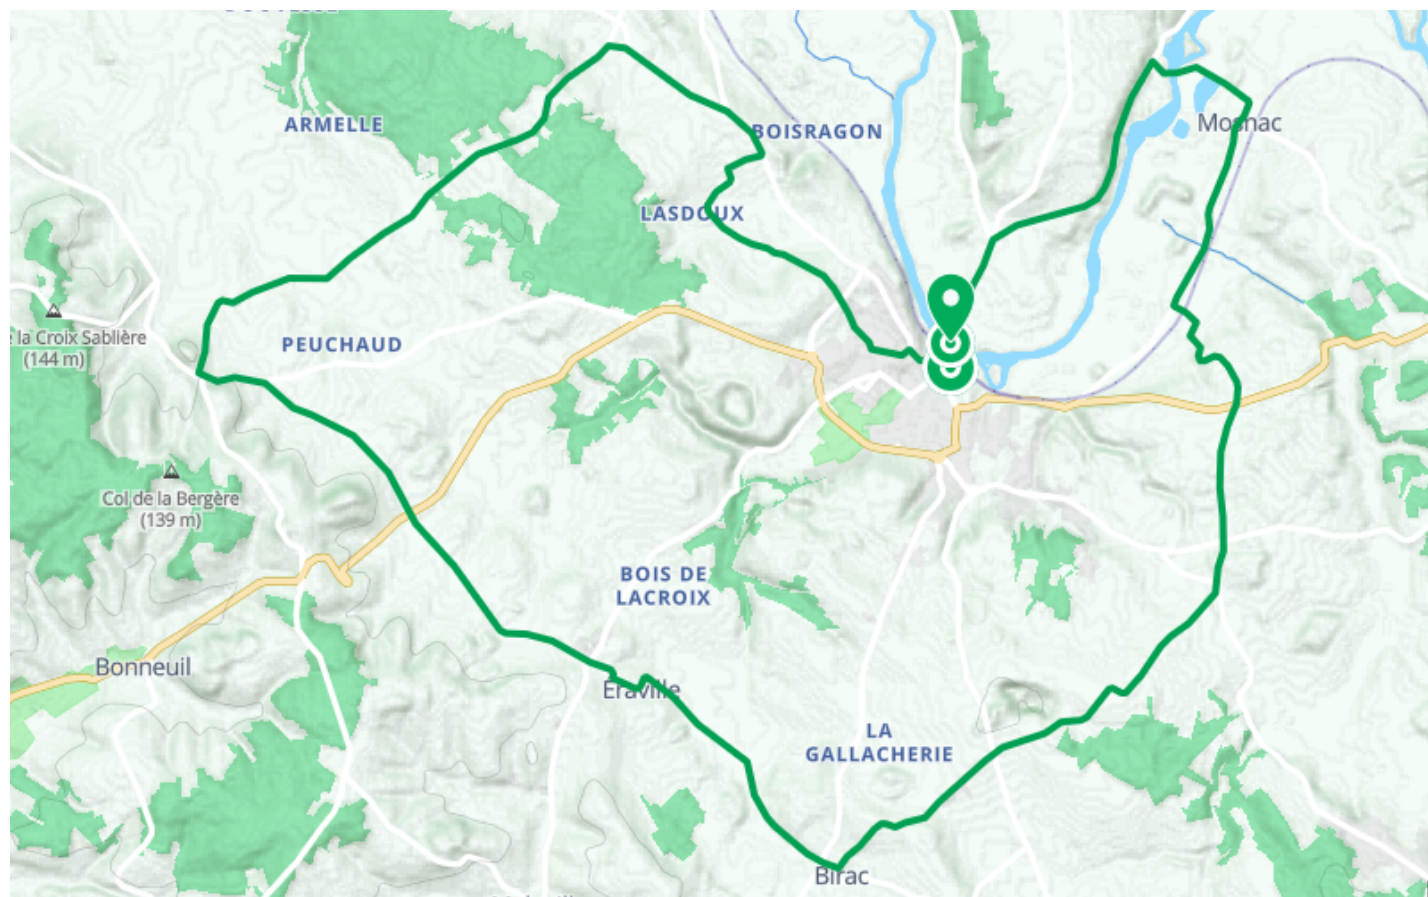 ARMELLE
BOISRAGON
Mosnac
LASDOUX
la Croix Sablière
(144 m)
PEUCHAUD
Col de la Bergère
(139 m)
BOIS DE
LACROIX
Bonneuil
Éraville
LA
GALLACHERIE
Birac